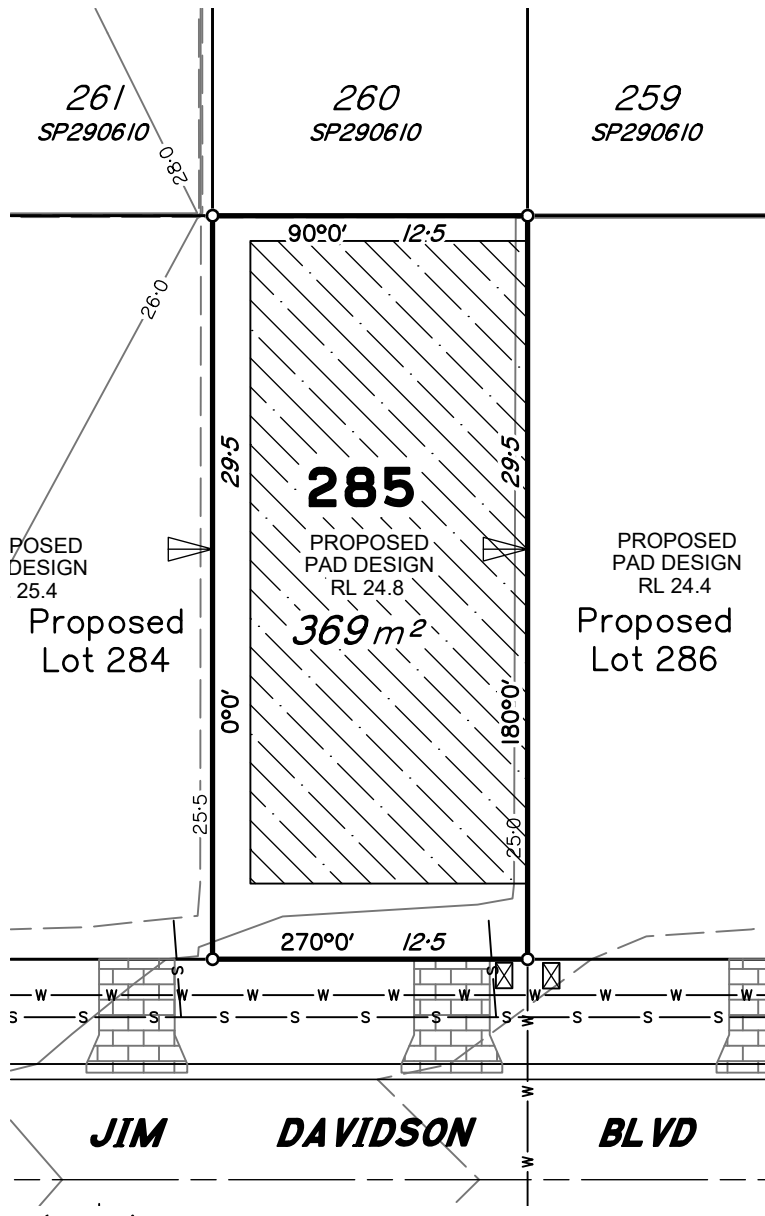 261
SP290610
260
SP290610
259
SP290610
28·0
90°0' 12·5
26·0
29·5
29·5
285
POSED
DESIGN
25.4
Proposed
Lot 284
PROPOSED
PAD DESIGN
RL 24.8
369 m²
PROPOSED
PAD DESIGN
RL 24.4
Proposed
Lot 286
0°0'
180°0'
25·5
25·0
270°0' 12·5
S S
W W W W W W W W W W W
S S S S S S S S S S S
W
W
W
JIM DAVIDSON BLVD